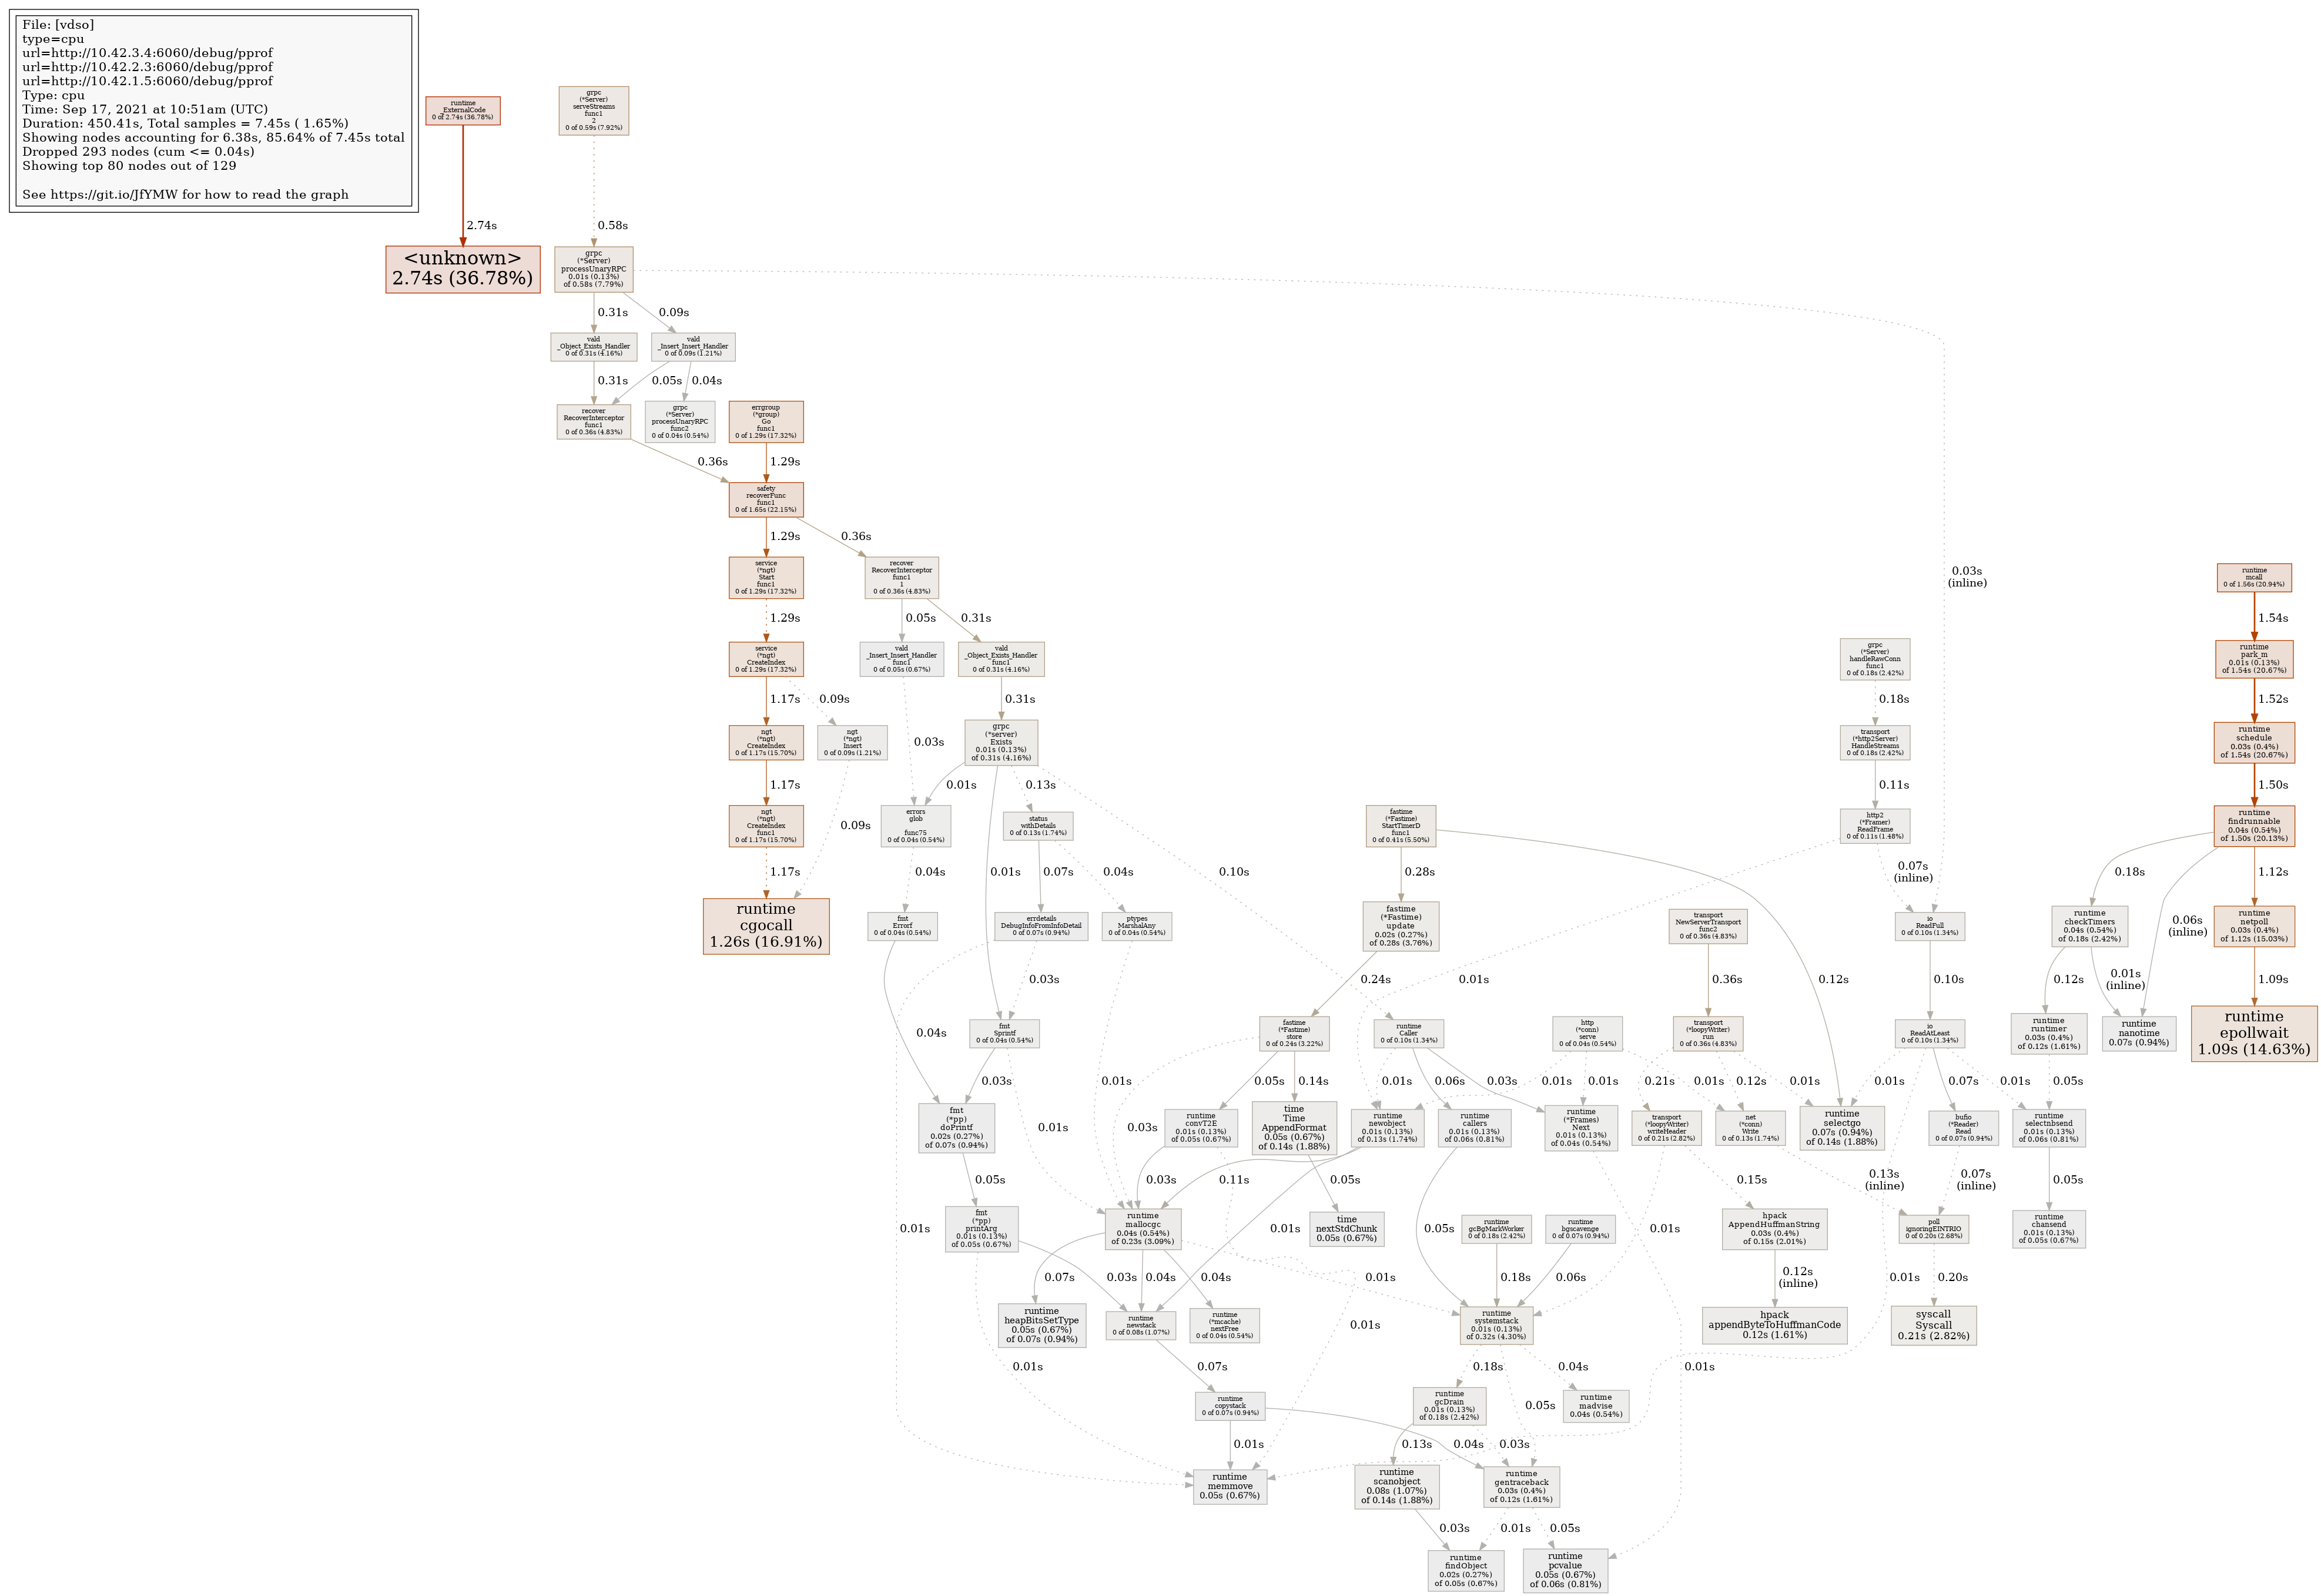 File: [vdso]
type=cpu
url=http://10.42.3.4:6060/debug/pprof
url=http://10.42.2.3:6060/debug/pprof
url=http://10.42.1.5:6060/debug/pprof
Type: cpu
Time: Sep 17, 2021 at 10:51am (UTC)
Duration: 450.41s, Total samples = 7.45s ( 1.65%)
Showing nodes accounting for 6.38s, 85.64% of 7.45s total
Dropped 293 nodes (cum <= 0.04s)
Showing top 80 nodes out of 129
See https://git.io/JfYMW for how to read the graph
runtime
_ExternalCode
0 of 2.74s (36.78%)
2.74s
<unknown>
2.74s (36.78%)
grpc
(*Server)
serveStreams
func1
2
0 of 0.59s (7.92%)
0.58s
grpc
(*Server)
processUnaryRPC
0.01s (0.13%)
of 0.58s (7.79%)
0.31s
0.09s
0.03s
(inline)
vald
_Object_Exists_Handler
0 of 0.31s (4.16%)
vald
_Insert_Insert_Handler
0 of 0.09s (1.21%)
0.31s
0.05s
0.04s
recover
RecoverInterceptor
func1
0 of 0.36s (4.83%)
grpc
(*Server)
processUnaryRPC
func2
0 of 0.04s (0.54%)
errgroup
(*group)
Go
func1
0 of 1.29s (17.32%)
0.36s
1.29s
safety
recoverFunc
func1
0 of 1.65s (22.15%)
1.29s
0.36s
service
(*ngt)
Start
func1
0 of 1.29s (17.32%)
recover
RecoverInterceptor
func1
1
0 of 0.36s (4.83%)
1.29s
0.05s
0.31s
service
(*ngt)
CreateIndex
0 of 1.29s (17.32%)
vald
_Insert_Insert_Handler
func1
0 of 0.05s (0.67%)
vald
_Object_Exists_Handler
func1
0 of 0.31s (4.16%)
1.17s
0.09s
0.03s
0.31s
ngt
(*ngt)
CreateIndex
0 of 1.17s (15.70%)
ngt
(*ngt)
Insert
0 of 0.09s (1.21%)
grpc
(*server)
Exists
0.01s (0.13%)
of 0.31s (4.16%)
1.17s
0.09s
0.01s
0.01s
0.13s
0.10s
ngt
(*ngt)
CreateIndex
func1
0 of 1.17s (15.70%)
1.17s
runtime
cgocall
1.26s (16.91%)
errors
glob
func75
0 of 0.04s (0.54%)
0.04s
status
withDetails
0 of 0.13s (1.74%)
0.07s
0.04s
fmt
Errorf
0 of 0.04s (0.54%)
0.04s
errdetails
DebugInfoFromInfoDetail
0 of 0.07s (0.94%)
0.01s
0.03s
ptypes
MarshalAny
0 of 0.04s (0.54%)
0.01s
fmt
Sprintf
0 of 0.04s (0.54%)
0.03s
0.01s
fmt
(*pp)
doPrintf
0.02s (0.27%)
of 0.07s (0.94%)
0.05s
fmt
(*pp)
printArg
0.01s (0.13%)
of 0.05s (0.67%)
0.03s
0.01s
fastime
(*Fastime)
StartTimerD
func1
0 of 0.41s (5.50%)
0.28s
0.12s
fastime
(*Fastime)
update
0.02s (0.27%)
of 0.28s (3.76%)
0.24s
fastime
(*Fastime)
store
0 of 0.24s (3.22%)
0.03s
0.05s
0.14s
runtime
convT2E
0.01s (0.13%)
of 0.05s (0.67%)
0.03s
0.01s
time
Time
AppendFormat
0.05s (0.67%)
of 0.14s (1.88%)
0.05s
time
nextStdChunk
0.05s (0.67%)
runtime
Caller
0 of 0.10s (1.34%)
0.01s
0.06s
0.03s
runtime
newobject
0.01s (0.13%)
of 0.13s (1.74%)
0.11s
0.01s
runtime
callers
0.01s (0.13%)
of 0.06s (0.81%)
0.05s
http
(*conn)
serve
0 of 0.04s (0.54%)
0.01s
0.01s
0.01s
runtime
(*Frames)
Next
0.01s (0.13%)
of 0.04s (0.54%)
0.01s
transport
NewServerTransport
func2
0 of 0.36s (4.83%)
0.36s
transport
(*loopyWriter)
run
0 of 0.36s (4.83%)
0.21s
0.12s
0.01s
transport
(*loopyWriter)
writeHeader
0 of 0.21s (2.82%)
0.15s
0.01s
net
(*conn)
Write
0 of 0.13s (1.74%)
0.13s
(inline)
runtime
selectgo
0.07s (0.94%)
of 0.14s (1.88%)
grpc
(*Server)
handleRawConn
func1
0 of 0.18s (2.42%)
0.18s
transport
(*http2Server)
HandleStreams
0 of 0.18s (2.42%)
0.11s
http2
(*Framer)
ReadFrame
0 of 0.11s (1.48%)
0.01s
0.07s
(inline)
io
ReadFull
0 of 0.10s (1.34%)
0.10s
io
ReadAtLeast
0 of 0.10s (1.34%)
0.01s
0.07s
0.01s
0.01s
bufio
(*Reader)
Read
0 of 0.07s (0.94%)
0.07s
(inline)
runtime
selectnbsend
0.01s (0.13%)
of 0.06s (0.81%)
0.05s
runtime
chansend
0.01s (0.13%)
of 0.05s (0.67%)
poll
ignoringEINTRIO
0 of 0.20s (2.68%)
0.20s
syscall
Syscall
0.21s (2.82%)
hpack
AppendHuffmanString
0.03s (0.4%)
of 0.15s (2.01%)
0.12s
(inline)
hpack
appendByteToHuffmanCode
0.12s (1.61%)
runtime
mcall
0 of 1.56s (20.94%)
1.54s
runtime
park_m
0.01s (0.13%)
of 1.54s (20.67%)
1.52s
runtime
schedule
0.03s (0.4%)
of 1.54s (20.67%)
1.50s
runtime
findrunnable
0.04s (0.54%)
of 1.50s (20.13%)
0.18s
0.06s
(inline)
1.12s
runtime
checkTimers
0.04s (0.54%)
of 0.18s (2.42%)
0.12s
0.01s
(inline)
runtime
netpoll
0.03s (0.4%)
of 1.12s (15.03%)
1.09s
runtime
runtimer
0.03s (0.4%)
of 0.12s (1.61%)
0.05s
runtime
nanotime
0.07s (0.94%)
runtime
epollwait
1.09s (14.63%)
runtime
mallocgc
0.04s (0.54%)
of 0.23s (3.09%)
0.07s
0.04s
0.04s
0.01s
runtime
gcBgMarkWorker
0 of 0.18s (2.42%)
0.18s
runtime
bgscavenge
0 of 0.07s (0.94%)
0.06s
runtime
heapBitsSetType
0.05s (0.67%)
of 0.07s (0.94%)
runtime
newstack
0 of 0.08s (1.07%)
0.07s
runtime
(*mcache)
nextFree
0 of 0.04s (0.54%)
runtime
systemstack
0.01s (0.13%)
of 0.32s (4.30%)
0.18s
0.05s
0.04s
runtime
copystack
0 of 0.07s (0.94%)
0.01s
0.04s
runtime
gcDrain
0.01s (0.13%)
of 0.18s (2.42%)
0.13s
0.03s
runtime
madvise
0.04s (0.54%)
runtime
memmove
0.05s (0.67%)
runtime
scanobject
0.08s (1.07%)
of 0.14s (1.88%)
0.03s
runtime
gentraceback
0.03s (0.4%)
of 0.12s (1.61%)
0.01s
0.05s
runtime
findObject
0.02s (0.27%)
of 0.05s (0.67%)
runtime
pcvalue
0.05s (0.67%)
of 0.06s (0.81%)